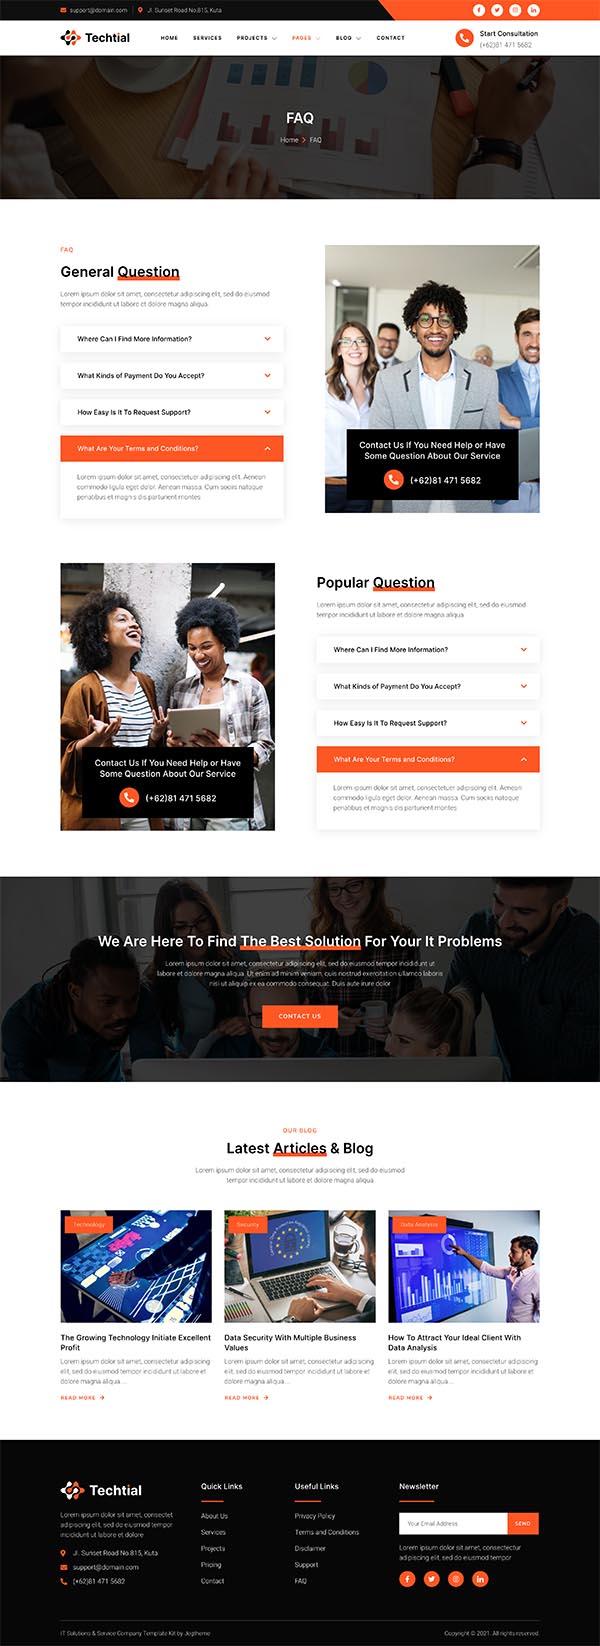 support@domain.com
Jl. Sunset Road No.815, Kuta
Techtial
HOME
SERVICES
PROJECTS
PAGES
BLOG
CONTACT
Start Consultation
(+62)81 471 5682
FAQ
Home
FAQ
FAQ
General Question
Lorem ipsum dolor sit amet, consectetur adipiscing elit, sed do eiusmod
tempor incididunt ut labore et dolore magna aliqua.
Where Can I Find More Information?
What Kinds of Payment Do You Accept?
How Easy Is It To Request Support?
What Are Your Terms and Conditions?
Lorem ipsum dolor sit amet, consectetuer adipiscing elit. Aenean
commodo ligula eget dolor. Aenean massa. Cum sociis natoque
penatibus et magnis dis parturient montes
Contact Us If You Need Help or Have
Some Question About Our Service
(+62)81 471 5682
Contact Us If You Need Help or Have
Some Question About Our Service
(+62)81 471 5682
Popular Question
Lorem ipsum dolor sit amet, consectetur adipiscing elit, sed do eiusmod
tempor incididunt ut labore et dolore magna aliqua
Where Can I Find More Information?
What Kinds of Payment Do You Accept?
How Easy Is It To Request Support?
What Are Your Terms and Conditions?
Lorem ipsum dolor sit amet, consectetuer adipiscing elit. Aenean
commodo ligula eget dolor. Aenean massa. Cum sociis natoque
penatibus et magnis dis parturient montes
We Are Here To Find The Best Solution For Your It Problems
Lorem ipsum dolor sit amet, consectetur adipiscing elit, sed do eiusmod tempor incididunt ut
labore et dolore magna aliqua. Ut enim ad minim veniam, quis nostrud exercitation ullamco laboris
nisi ut aliquip ex ea commodo consequat. Duis aute irure dolor
CONTACT US
OUR BLOG
Latest Articles & Blog
Lorem ipsum dolor sit amet, consectetur adipiscing elit, sed do eiusmod
tempor incididunt ut labore et dolore magna aliqua
Technology
The Growing Technology Initiate Excellent
Profit
Lorem ipsum dolor sit amet, consectetur adipiscing
elit, sed do eiusmod tempor incididunt ut labore et
dolore magna aliqua....
READ MORE
Security
Data Security With Multiple Business
Values
Lorem ipsum dolor sit amet, consectetur adipiscing
elit, sed do eiusmod tempor incididunt ut labore et
dolore magna aliqua....
READ MORE
Data Analysis
How To Attract Your Ideal Client With
Data Analysis
Lorem ipsum dolor sit amet, consectetur adipiscing
elit, sed do eiusmod tempor incididunt ut labore et
dolore magna aliqua....
READ MORE
Techtial
Lorem ipsum dolor sit amet, consectet
adipiscing elit, sed do eiusmod tempor
incididunt ut labore et dolore
Jl. Sunset Road No.815, Kuta
support@domain.com
(+62)81 471 5682
Quick Links
About Us
Services
Projects
Pricing
Contact
Useful Links
Privacy Policy
Terms and Conditions
Disclaimer
Support
FAQ
Newsletter
Your Email Address
SEND
Lorem ipsum dolor sit amet, consectetur
adipiscing elit, sed do eiusmod tempor
IT Solutions & Service Company Template Kit by Jegtheme
Copyright © 2021. All rights reserved.